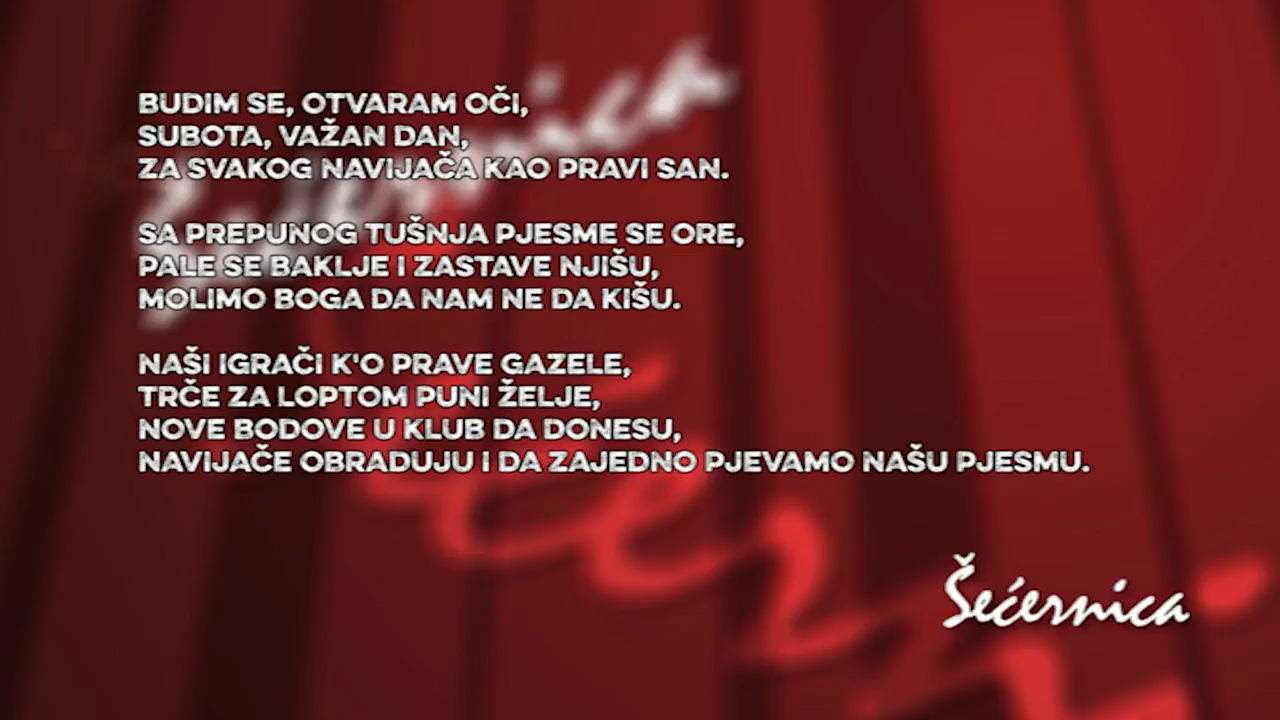 BUDIM SE, OTVARAM OČI,
SUBOTA, VAŽAN DAN,
ZA SVAKOG NAVIJAČA KAO PRAVI SAN.
SA PREPUNOG TUŠNJA PJESME SE ORE,
PALE SE BAKLJE I ZASTAVE NJIŠU,
MOLIMO BOGA DA NAM NE DA KIŠU.
NAŠI IGRAČI K'O PRAVE GAZELE,
TRČE ZA LOPTOM PUNI ŽELJE,
NOVE BODOVE U KLUB DA DONESU,
NAVIJAČE OBRADUJU I DA ZAJEDNO PJEVAMO NAŠU PJESMU.
Šećernica